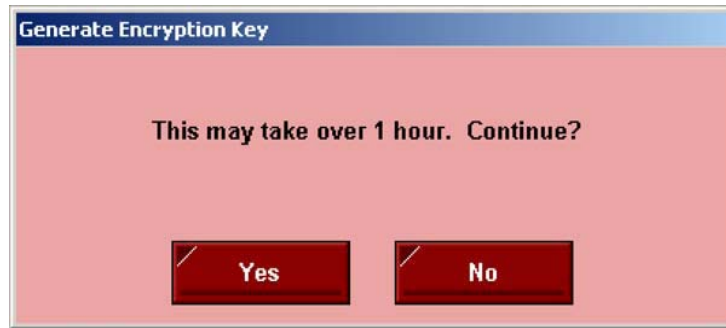 Generate Encryption Key
This may take over 1 hour. Continue?
Yes
No